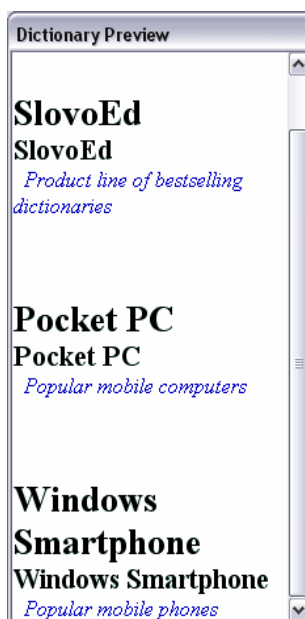 Dictionary Preview
SlovoEd
SlovoEd
Product line of bestselling
dictionaries
Pocket PC
Pocket PC
Popular mobile computers
Windows
Smartphone
Windows Smartphone
Popular mobile phones